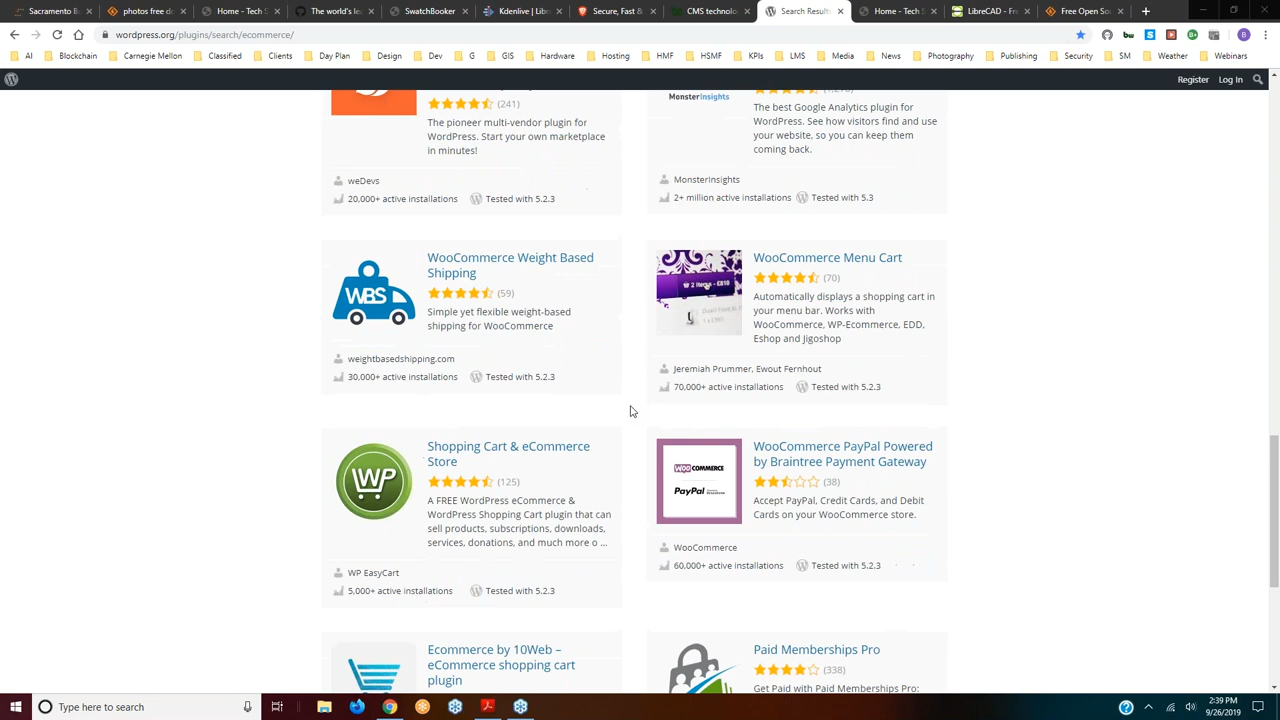 Sacramento Bo
photos free do
Home - Tech S
The world's le
SwatchBooker
Kdenlive | Libre
Secure, Fast &
CMS technolo
Search Results
Home - Tech S
LibreCAD - Fre
Free Open Sou
wordpress.org/plugins/search/ecommerce/
B
AI
Blockchain
Carnegie Mellon
Classified
Clients
Day Plan
Design
Dev
G
GIS
Hardware
Hosting
HMF
HSMF
KPIs
LMS
Media
News
Photography
Publishing
Security
SM
Weather
Webinars
Register
Log In
(241)
The pioneer multi-vendor plugin for
WordPress. Start your own marketplace
in minutes!
weDevs
20,000+ active installations
Tested with 5.2.3
MonsterInsights
The best Google Analytics plugin for
WordPress. See how visitors find and use
your website, so you can keep them
coming back.
MonsterInsights
2+ million active installations
Tested with 5.3
WBS
WooCommerce Weight Based
Shipping
(59)
Simple yet flexible weight-based
shipping for WooCommerce
weightbasedshipping.com
30,000+ active installations
Tested with 5.2.3
2 items - £810
WooCommerce Menu Cart
(70)
Automatically displays a shopping cart in
your menu bar. Works with
WooCommerce, WP-Ecommerce, EDD,
Eshop and Jigoshop
Jeremiah Prummer, Ewout Fernhout
70,000+ active installations
Tested with 5.2.3
WP
Shopping Cart & eCommerce
Store
(125)
A FREE WordPress eCommerce &
WordPress Shopping Cart plugin that can
sell products, subscriptions, downloads,
services, donations, and much more o ...
WP EasyCart
5,000+ active installations
Tested with 5.2.3
WOO COMMERCE
PayPal
WooCommerce PayPal Powered
by Braintree Payment Gateway
(38)
Accept PayPal, Credit Cards, and Debit
Cards on your WooCommerce store.
WooCommerce
60,000+ active installations
Tested with 5.2.3
Ecommerce by 10Web –
eCommerce shopping cart
plugin
Paid Memberships Pro
(338)
Get Paid with Paid Memberships Pro:
Type here to search
2:39 PM
9/26/2019